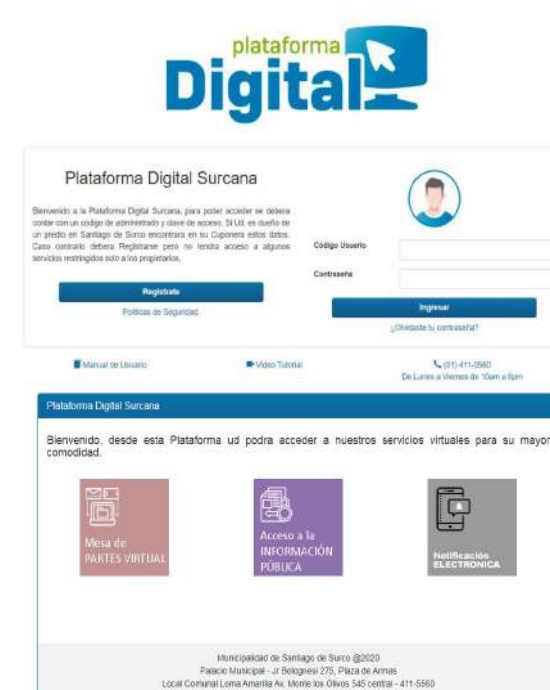 plataforma
Digital
Plataforma Digital Surcana
Bienvenido a la Plataforma Digital Surcana, para poder acceder se debera
contar con un codigo de administrado y clave de acceso. Si Ud. es dueño de
un predio en Santiago de Surco encontrara en su Cuponera estos datos.
Caso contrario debera Registrarse pero no tendra acceso a algunos
servicios restringidos solo a los propietarios.
Registrate
Politicas de Seguridad.
Código Usuario
Contraseña
Ingresar
¿Olvidaste tu contraseña?
Manual de Usuario
Video Tutorial
(01) 411-5560
De Lunes a Viernes de 10am a 6pm
Plataforma Digital Surcana
Bienvenido, desde esta Plataforma ud podra acceder a nuestros servicios virtuales para su mayor
comodidad.
Mesa de
PARTES VIRTUAL
Acceso a la
INFORMACIÓN
PÚBLICA
Notificación
ELECTRONICA
Municipalidad de Santiago de Surco @2020
Palacio Municipal - Jr Bolognesi 275, Plaza de Armas
Local Comunal Loma Amarilla Av. Monte los Olivos 545 central - 411-5560